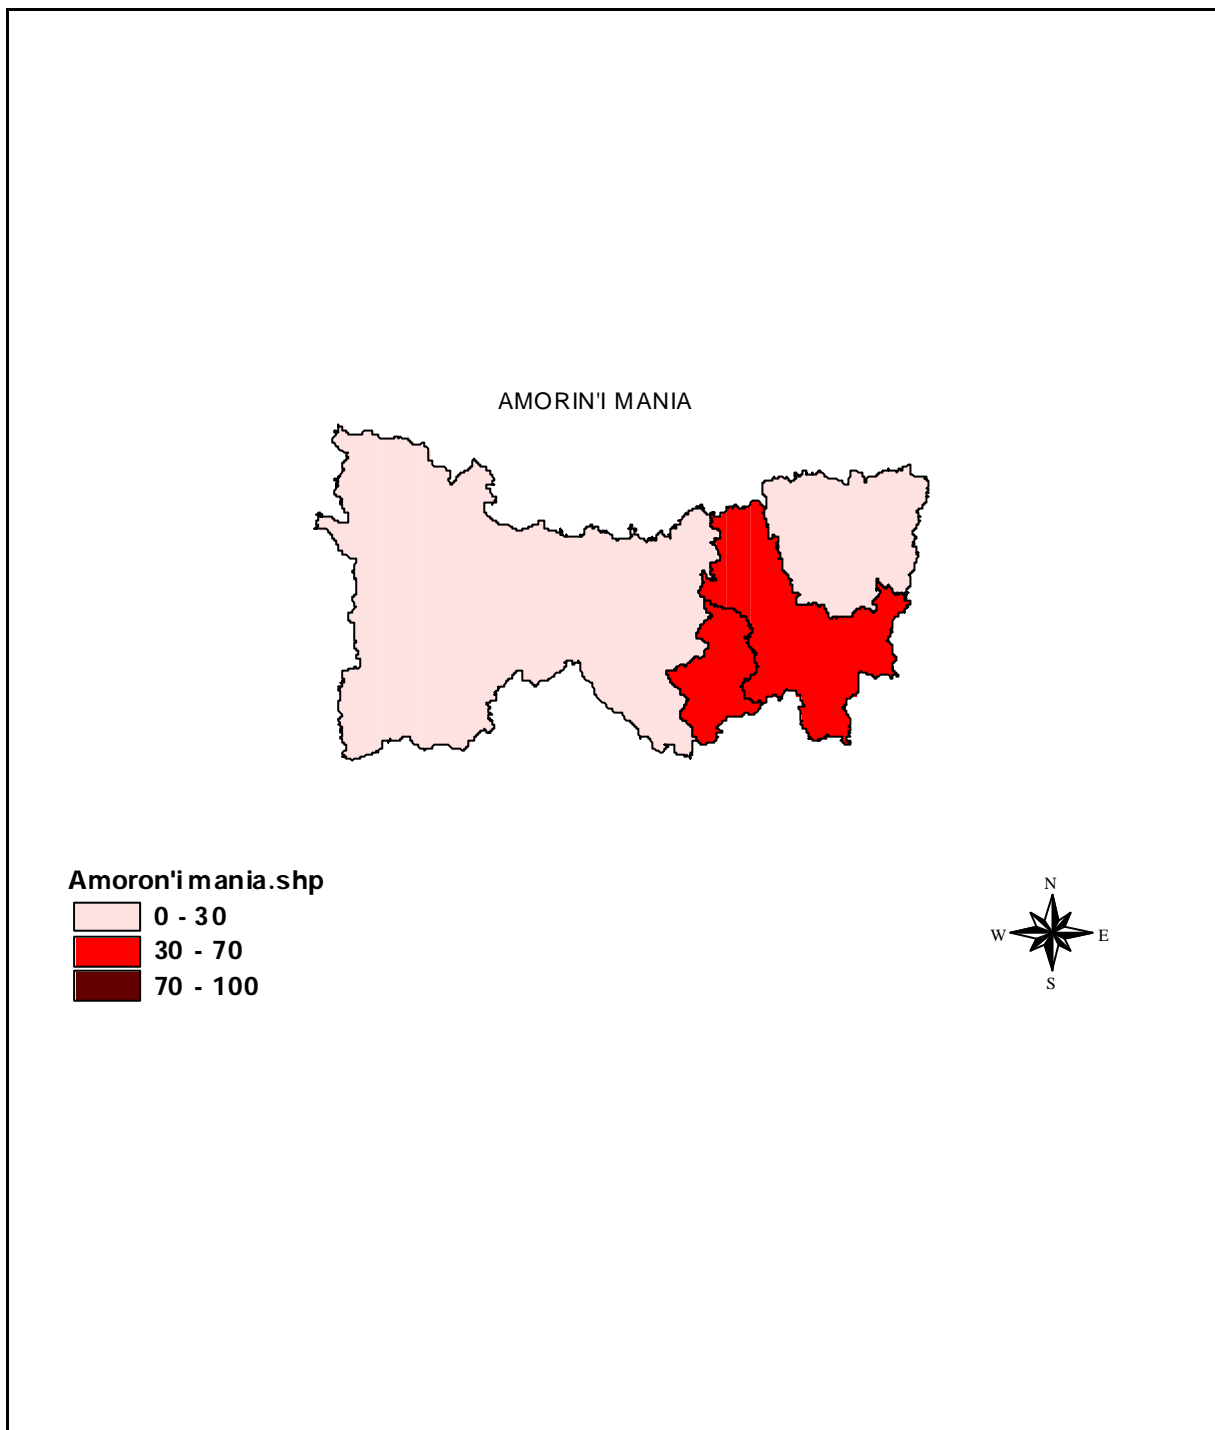 AMORIN'I MANIA
Amoron'i mania.shp
0 - 30
30 - 70
70 - 100
N
W E
S